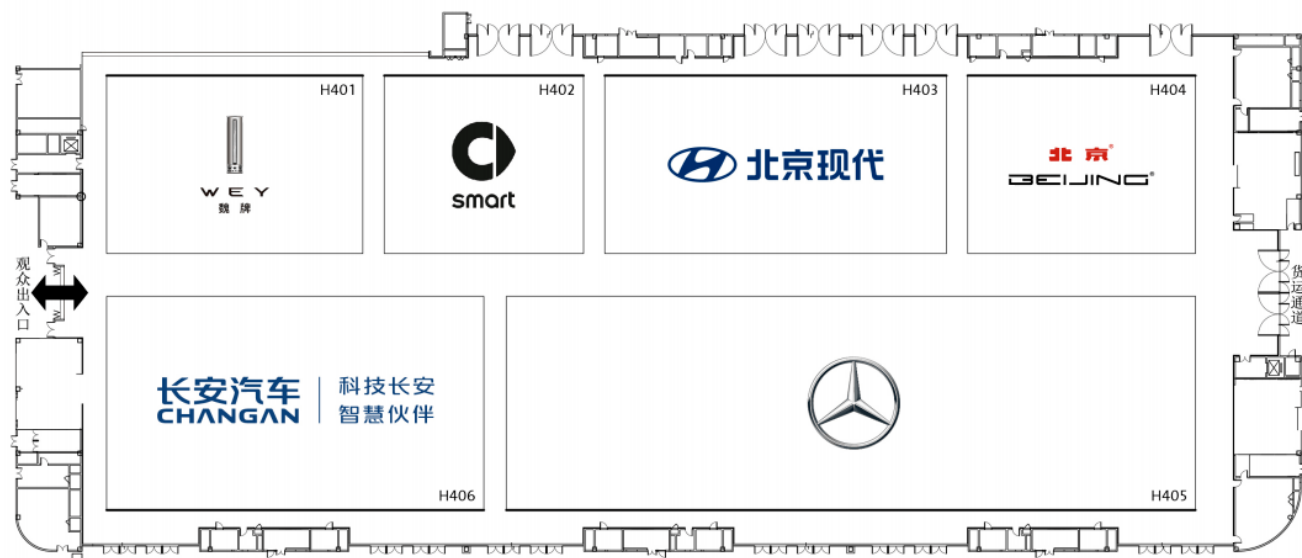 H401
WEY
魏牌
H402
smart
H403
北京现代
H404
北京
BEIJING
观众出入口
货运通道
长安汽车
CHANGAN
科技长安
智慧伙伴
H406
H405